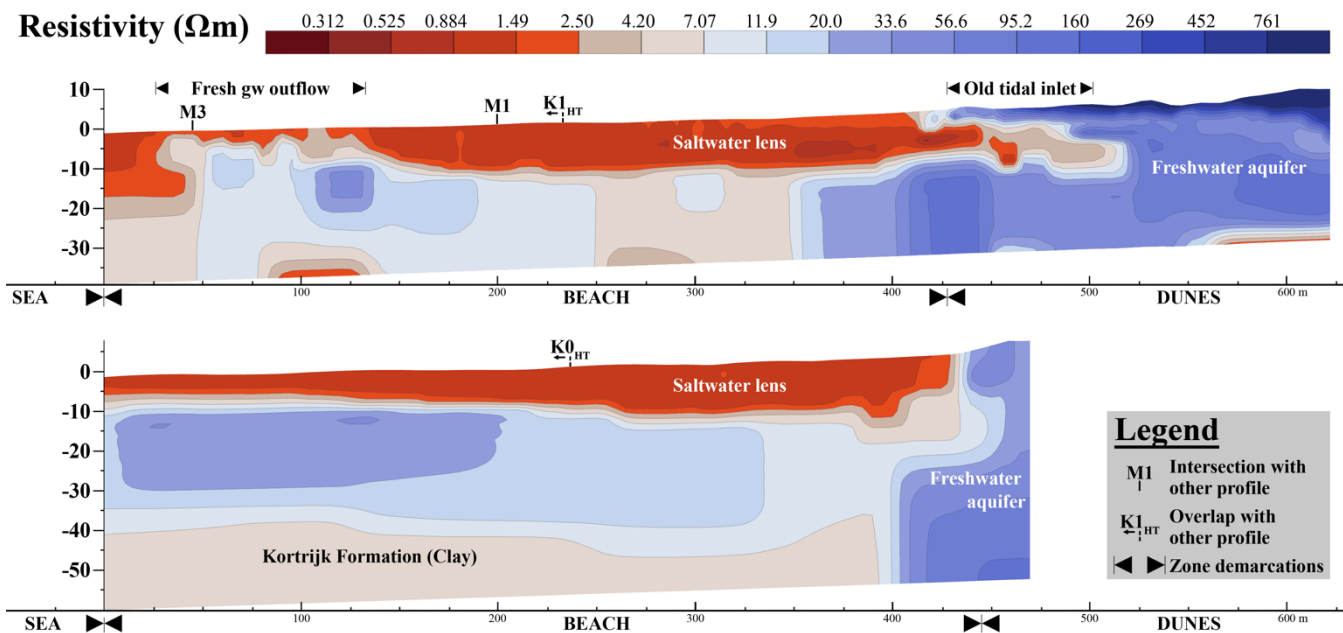 Resistivity (Ωm)
0.312 0.525 0.884 1.49 2.50 4.20 7.07 11.9 20.0 33.6 56.6 95.2 160 269 452 761
10
0
-10
-20
-30
Fresh gw outflow
M3
M1
K1HT
Old tidal inlet
Saltwater lens
Freshwater aquifer
SEA
100
200
BEACH
300
400
500
DUNES
600 m
0
-10
-20
-30
-40
-50
K0HT
Saltwater lens
Freshwater
aquifer
Kortrijk Formation (Clay)
SEA
100
200
BEACH
300
400
500
DUNES
600 m
Legend
M1 Intersection with
other profile
K1HT Overlap with
other profile
Zone demarcations